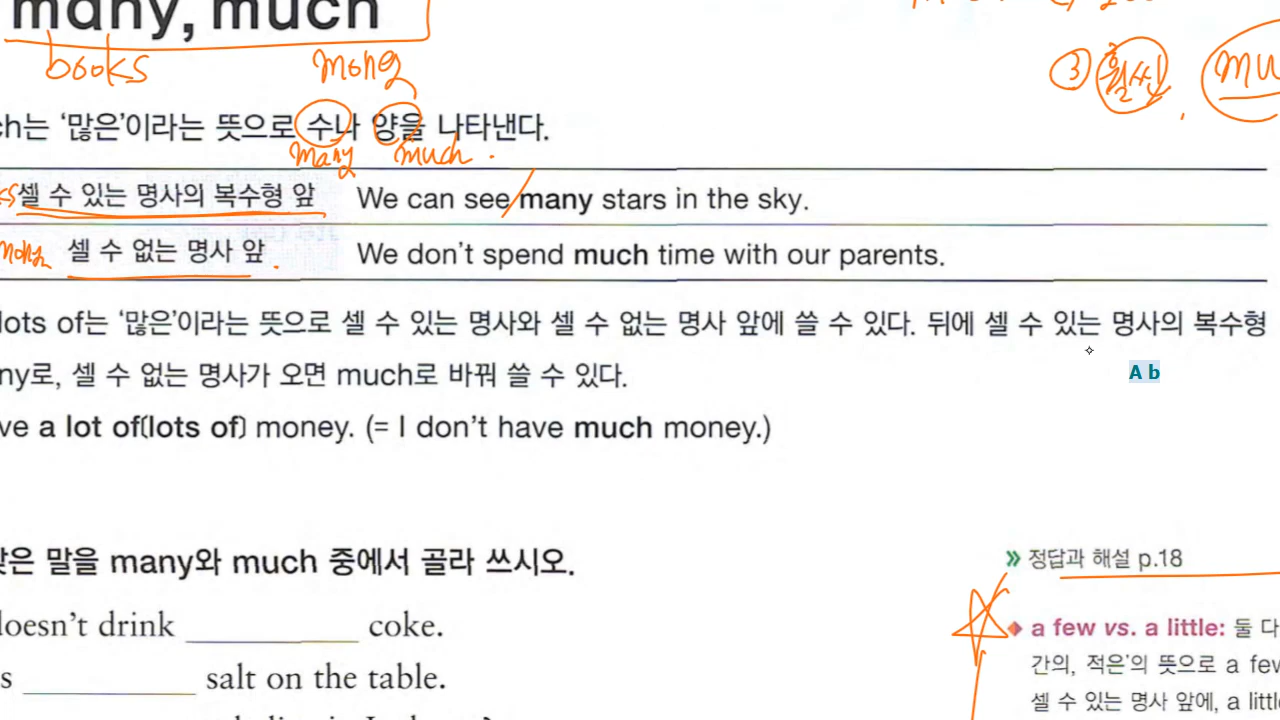 many, much
books
③ 훨씬, mu
ch는 '많은'이라는 뜻으로 수나 양을 나타낸다.
many much.
셀 수 있는 명사의 복수형 앞 We can see many stars in the sky.
셀 수 없는 명사 앞. We don't spend much time with our parents.
lots of는 '많은'이라는 뜻으로 셀 수 있는 명사와 셀 수 없는 명사 앞에 쓸 수 있다. 뒤에 셀 수 있는 명사의 복수형
ny로, 셀 수 없는 명사가 오면 much로 바꿔 쓸 수 있다.
A b
ve a lot of(lots of) money. (= I don't have much money.)
맞은 말을 many와 much 중에서 골라 쓰시오.
» 정답과 해설 p.18
doesn't drink __________ coke.
s __________ salt on the table.
a few vs. a little: 둘 다
간의, 적은'의 뜻으로 a few
셀 수 있는 명사 앞에, a littl